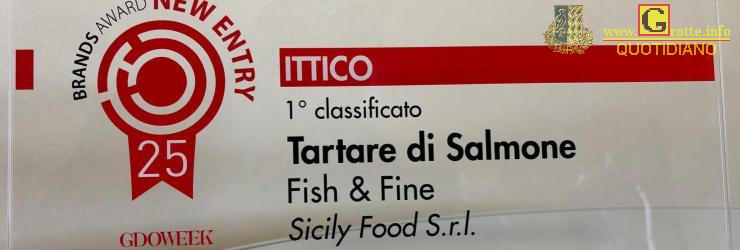 BRANDS AWARD NEW ENTRY
25
GDOWEEK
ITTICO
1° classificato
Tartare di Salmone
Fish & Fine
Sicily Food S.r.l.
www.Grotte.info
QUOTIDIANO